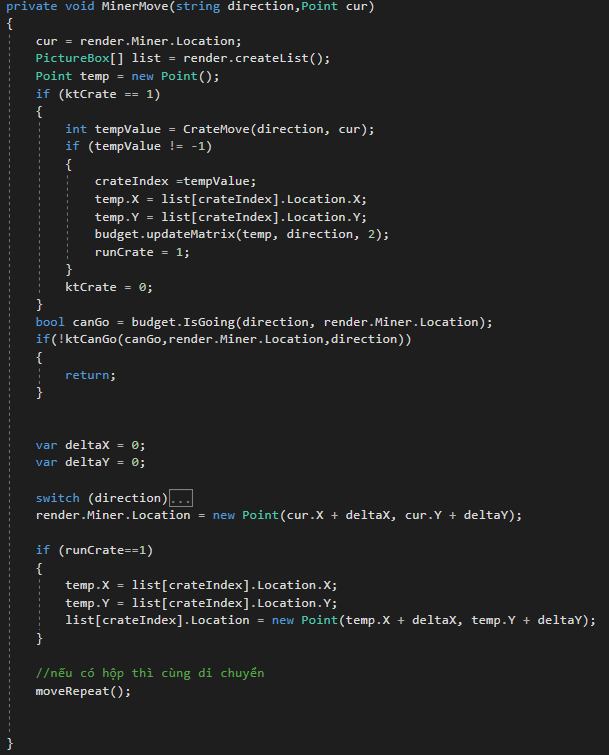 private void MinerMove(string direction,Point cur)
{
cur = render.Miner.Location;
PictureBox[] list = render.createList();
Point temp = new Point();
if (ktCrate == 1)
{
int tempValue = CrateMove(direction, cur);
if (tempValue != -1)
{
crateIndex =tempValue;
temp.X = list[crateIndex].Location.X;
temp.Y = list[crateIndex].Location.Y;
budget.updateMatrix(temp, direction, 2);
runCrate = 1;
}
ktCrate = 0;
}
bool canGo = budget.IsGoing(direction, render.Miner.Location);
if(!ktCanGo(canGo,render.Miner.Location,direction))
{
return;
}
var deltaX = 0;
var deltaY = 0;
switch (direction)...
render.Miner.Location = new Point(cur.X + deltaX, cur.Y + deltaY);
if (runCrate==1)
{
temp.X = list[crateIndex].Location.X;
temp.Y = list[crateIndex].Location.Y;
list[crateIndex].Location = new Point(temp.X + deltaX, temp.Y + deltaY);
}
//nếu có hộp thì cùng di chuyển
moveRepeat();
}